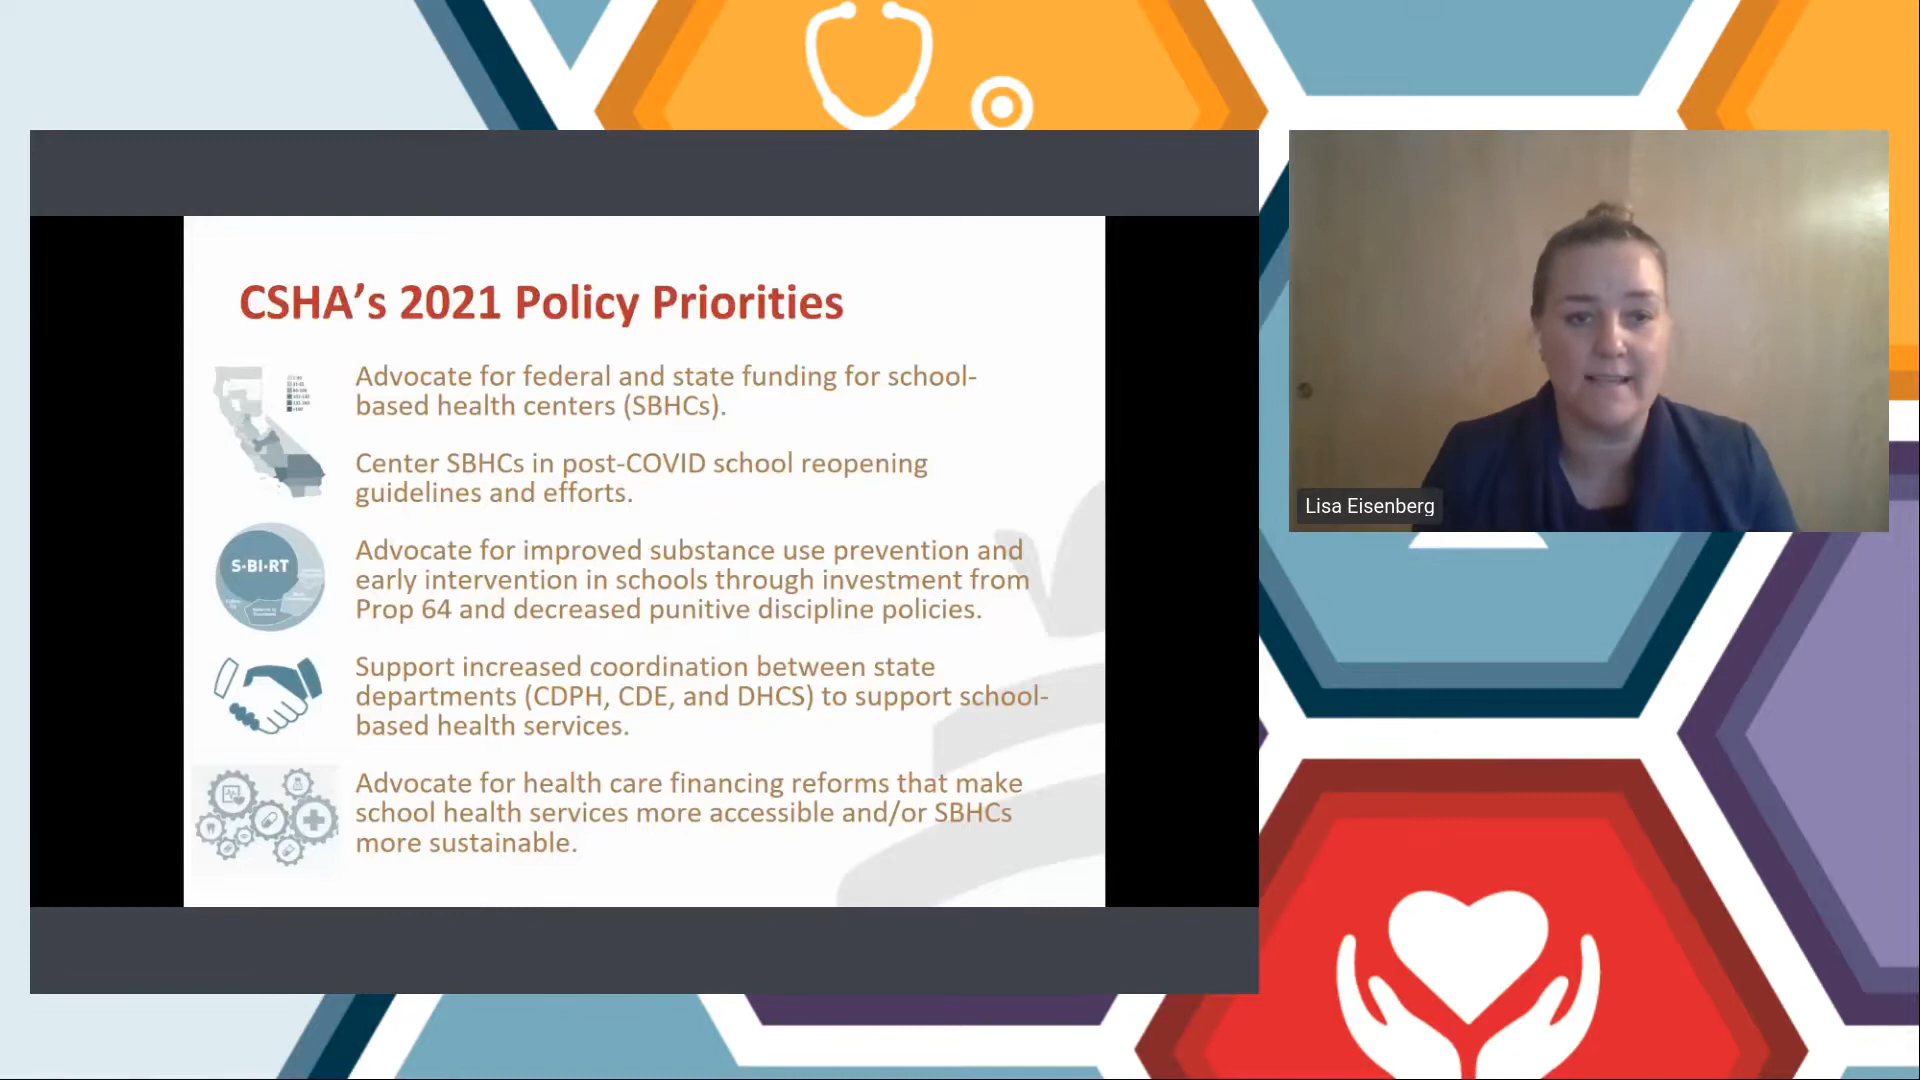 CSHA's 2021 Policy Priorities
Advocate for federal and state funding for school-
based health centers (SBHCs).
Center SBHCs in post-COVID school reopening
guidelines and efforts.
S·BI·RT
Advocate for improved substance use prevention and
early intervention in schools through investment from
Prop 64 and decreased punitive discipline policies.
Support increased coordination between state
departments (CDPH, CDE, and DHCS) to support school-
based health services.
Advocate for health care financing reforms that make
school health services more accessible and/or SBHCs
more sustainable.
Lisa Eisenberg